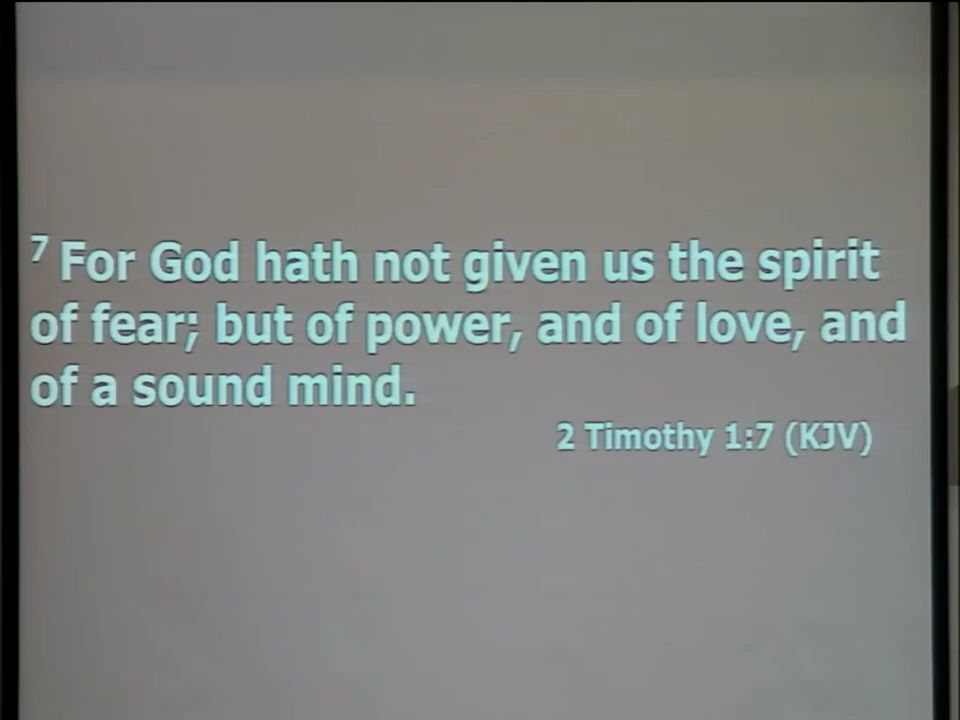 7 For God hath not given us the spirit
of fear; but of power, and of love, and
of a sound mind.
2 Timothy 1:7 (KJV)